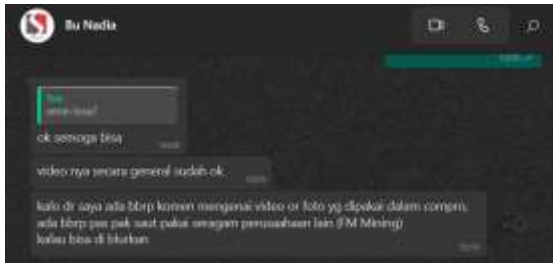 Bu Nadia
ok semoga bisa
video nya secara general sudah ok
kalo dr saya ada bbrp komen mengenai video or foto yg dipakai dalam compro,
ada bbrp pas pak saut pakai seragam perusahaan lain (FM Mining)
kalau bisa di blurkan